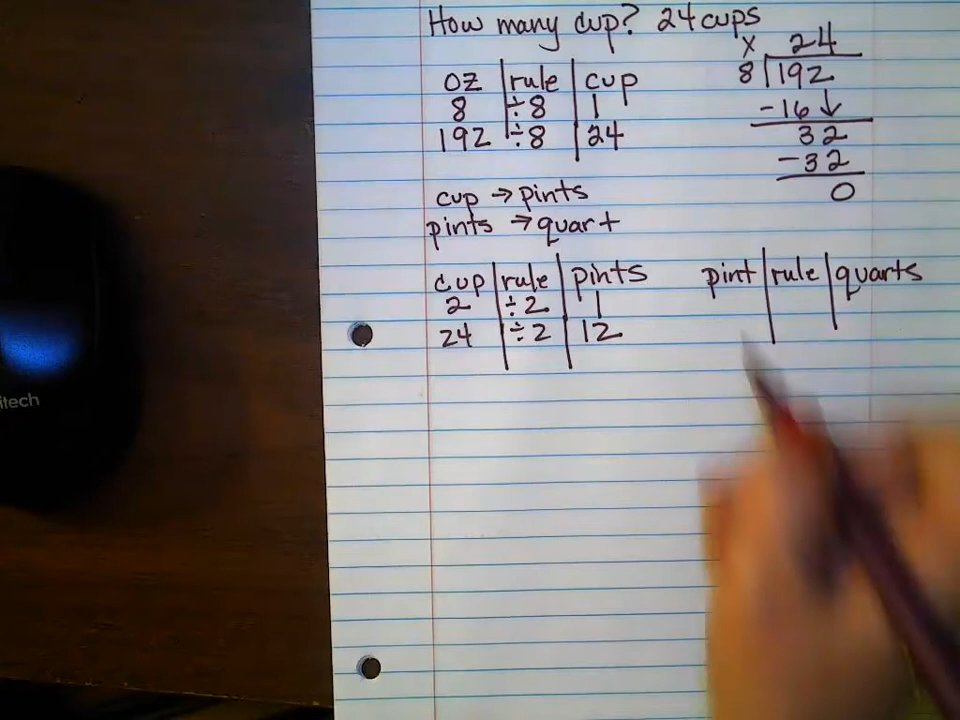 How many cup? 24 cups
oz | rule | cup
8 | ÷8 | 1
192 | ÷8 | 24
x 24
8 192
-16 ↓
32
-32
0
cup → pints
pints → quart
cup | rule | pints
2 | ÷2 | 1
24 | ÷2 | 12
pint | rule | quarts
itech